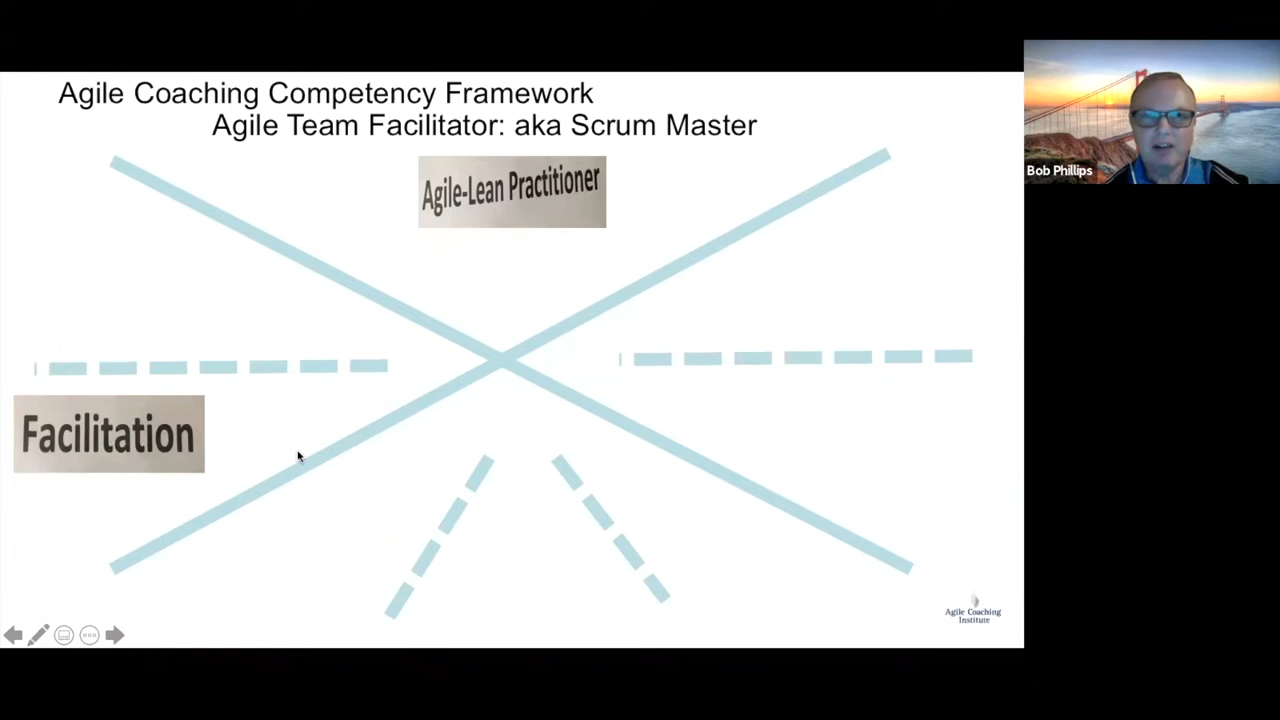 Agile Coaching Competency Framework
Agile Team Facilitator: aka Scrum Master
Agile-Lean Practitioner
Bob Phillips
Facilitation
Agile Coaching
Institute